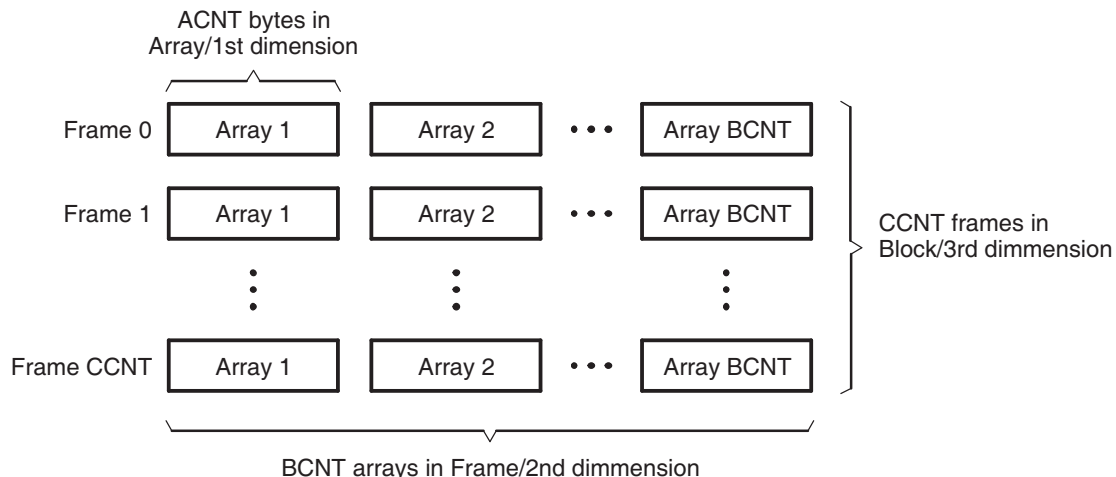 ACNT bytes in
Array/1st dimension
Frame 0 Array 1 Array 2 Array BCNT
Frame 1 Array 1 Array 2 Array BCNT
CCNT frames in
Block/3rd dimmension
Frame CCNT Array 1 Array 2 Array BCNT
BCNT arrays in Frame/2nd dimmension